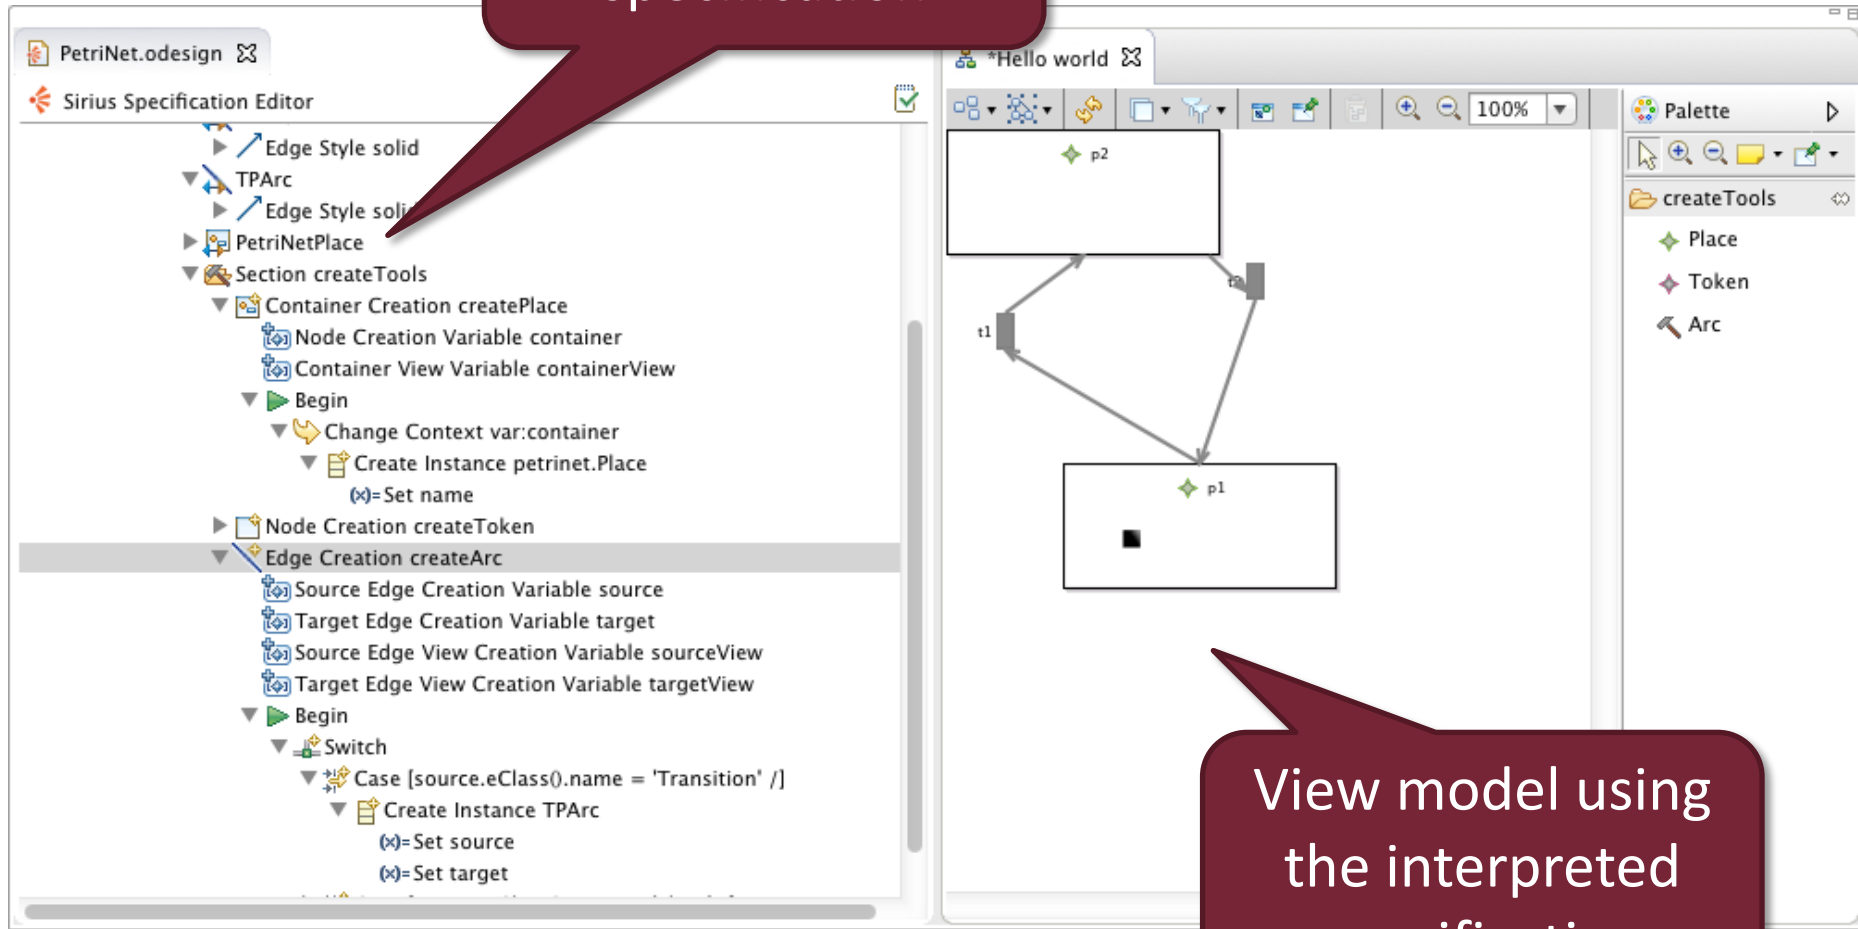 PetriNet.odesign
Sirius Specification Editor
Edge Style solid
TPArc
Edge Style soli
PetriNetPlace
Section createTools
Container Creation createPlace
Node Creation Variable container
Container View Variable containerView
Begin
Change Context var:container
Create Instance petrinet.Place
(x)= Set name
Node Creation createToken
Edge Creation createArc
Source Edge Creation Variable source
Target Edge Creation Variable target
Source Edge View Creation Variable sourceView
Target Edge View Creation Variable targetView
Begin
Switch
Case [source.eClass().name = 'Transition' /]
Create Instance TPArc
(x)= Set source
(x)= Set target
*Hello world
100%
p2
t1
p1
Palette
createTools
Place
Token
Arc
View model using
the interpreted